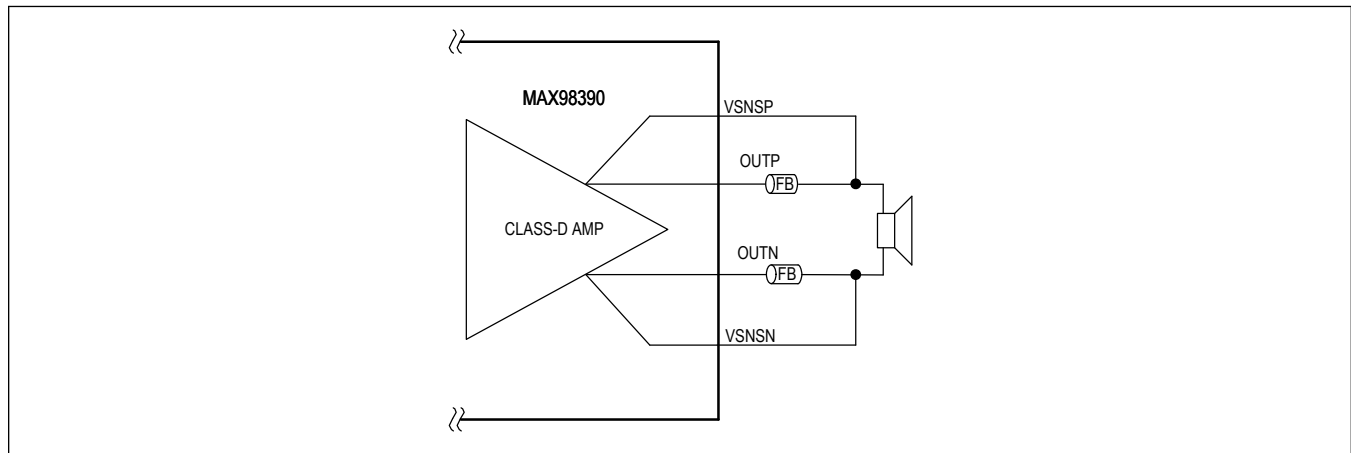 MAX98390
VSNSP
OUTP
FB
CLASS-D AMP
OUTN
FB
VSNSN